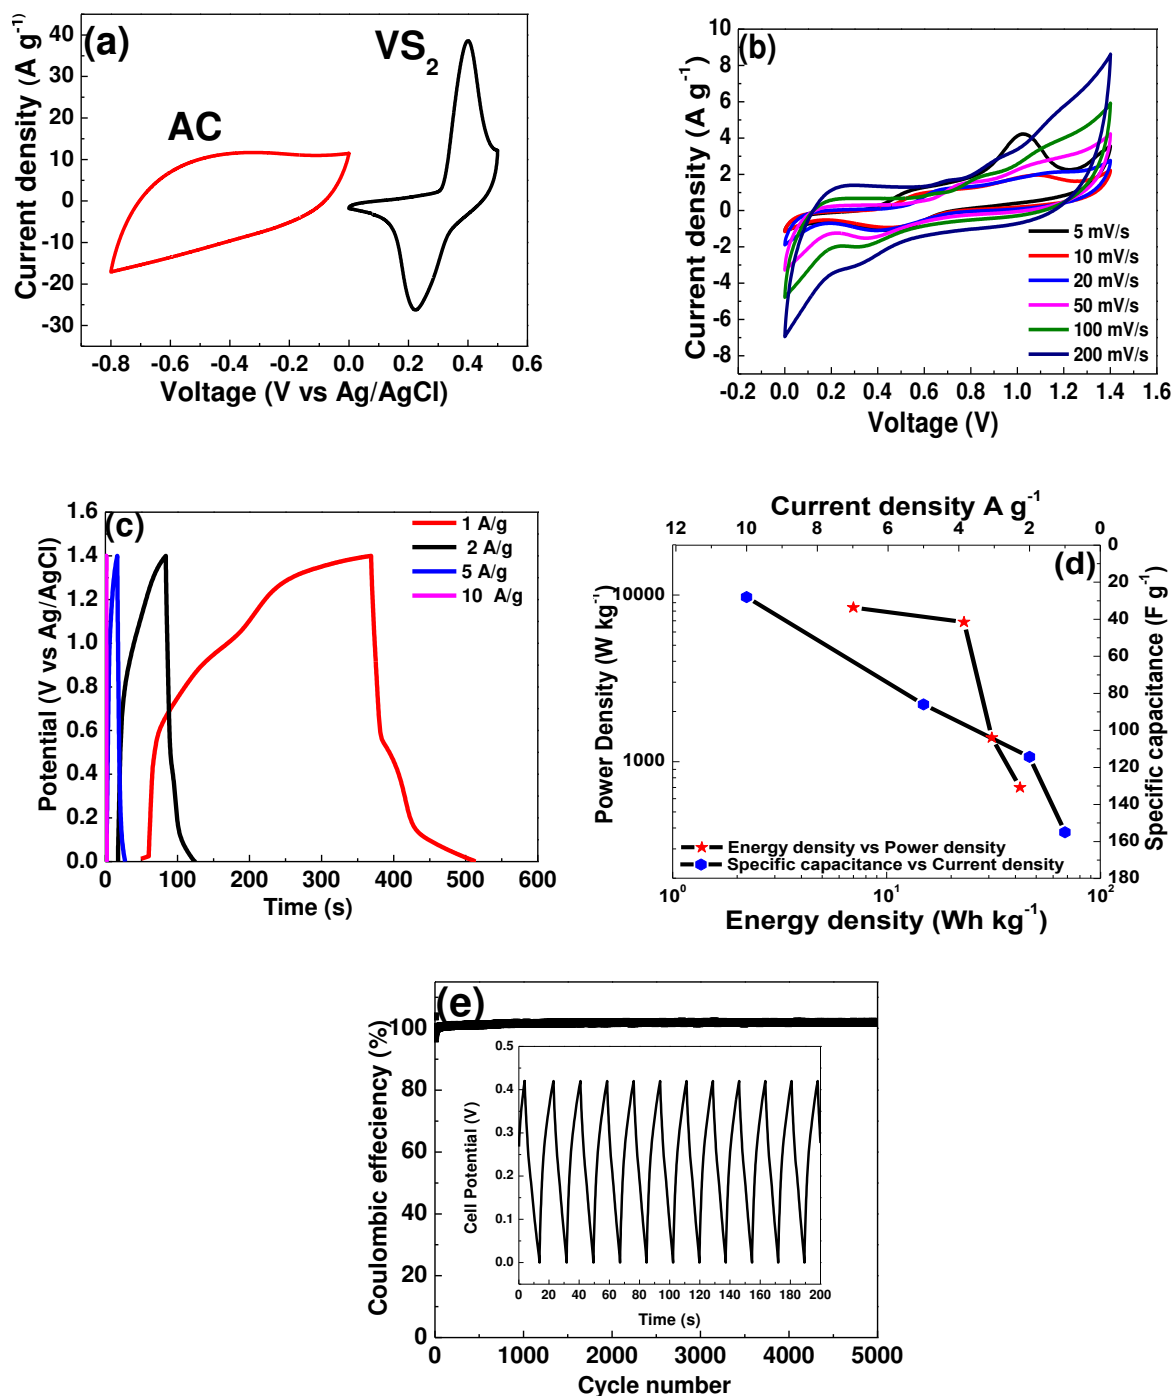 (a)
AC
VS2
Current density (A g-1)
40
30
20
10
0
-10
-20
-30
-0.8 -0.6 -0.4 -0.2 0.0 0.2 0.4 0.6
Voltage (V vs Ag/AgCl)
(b)
Current density (A g-1)
10
8
6
4
2
0
-2
-4
-6
-8
5 mV/s
10 mV/s
20 mV/s
50 mV/s
100 mV/s
200 mV/s
-0.2 0.0 0.2 0.4 0.6 0.8 1.0 1.2 1.4 1.6
Voltage (V)
(c)
Potential (V vs Ag/AgCl)
1.6
1.4
1.2
1.0
0.8
0.6
0.4
0.2
0.0
1 A/g
2 A/g
5 A/g
10 A/g
0 100 200 300 400 500 600
Time (s)
Current density A g-1
12 10 8 6 4 2 0
(d)
Power Density (W kg-1)
10000
1000
Specific capacitance (F g-1)
0
20
40
60
80
100
120
140
160
180
Energy density vs Power density
Specific capacitance vs Current density
10^0 10^1 10^2
Energy density (Wh kg-1)
(e)
Coulombic effeciency (%)
100
80
60
40
20
0
Cell Potential (V)
0.5
0.4
0.3
0.2
0.1
0.0
0 20 40 60 80 100 120 140 160 180 200
Time (s)
0 1000 2000 3000 4000 5000
Cycle number